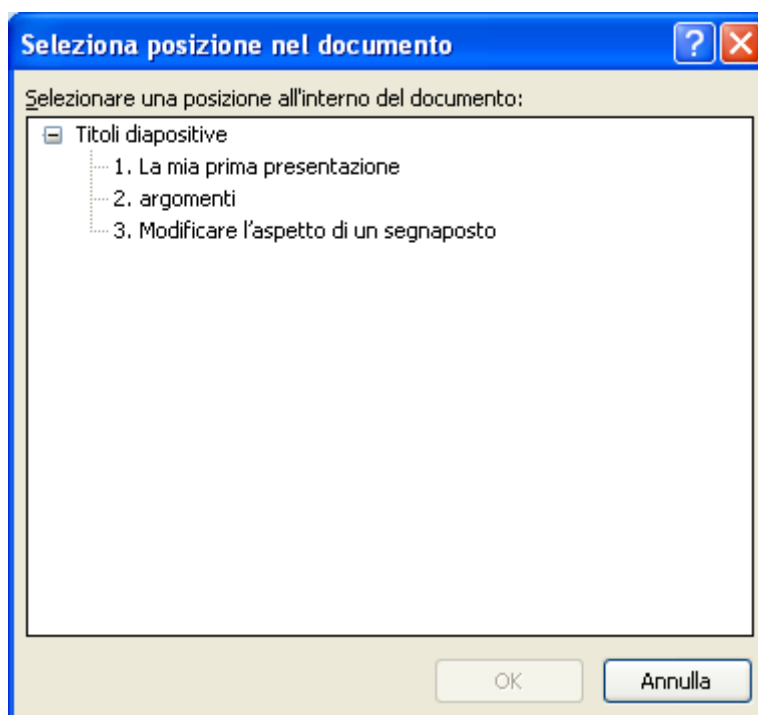 Seleziona posizione nel documento
Selezionare una posizione all'interno del documento:
Titoli diapositive
1. La mia prima presentazione
2. argomenti
3. Modificare l'aspetto di un segnaposto
OK
Annulla